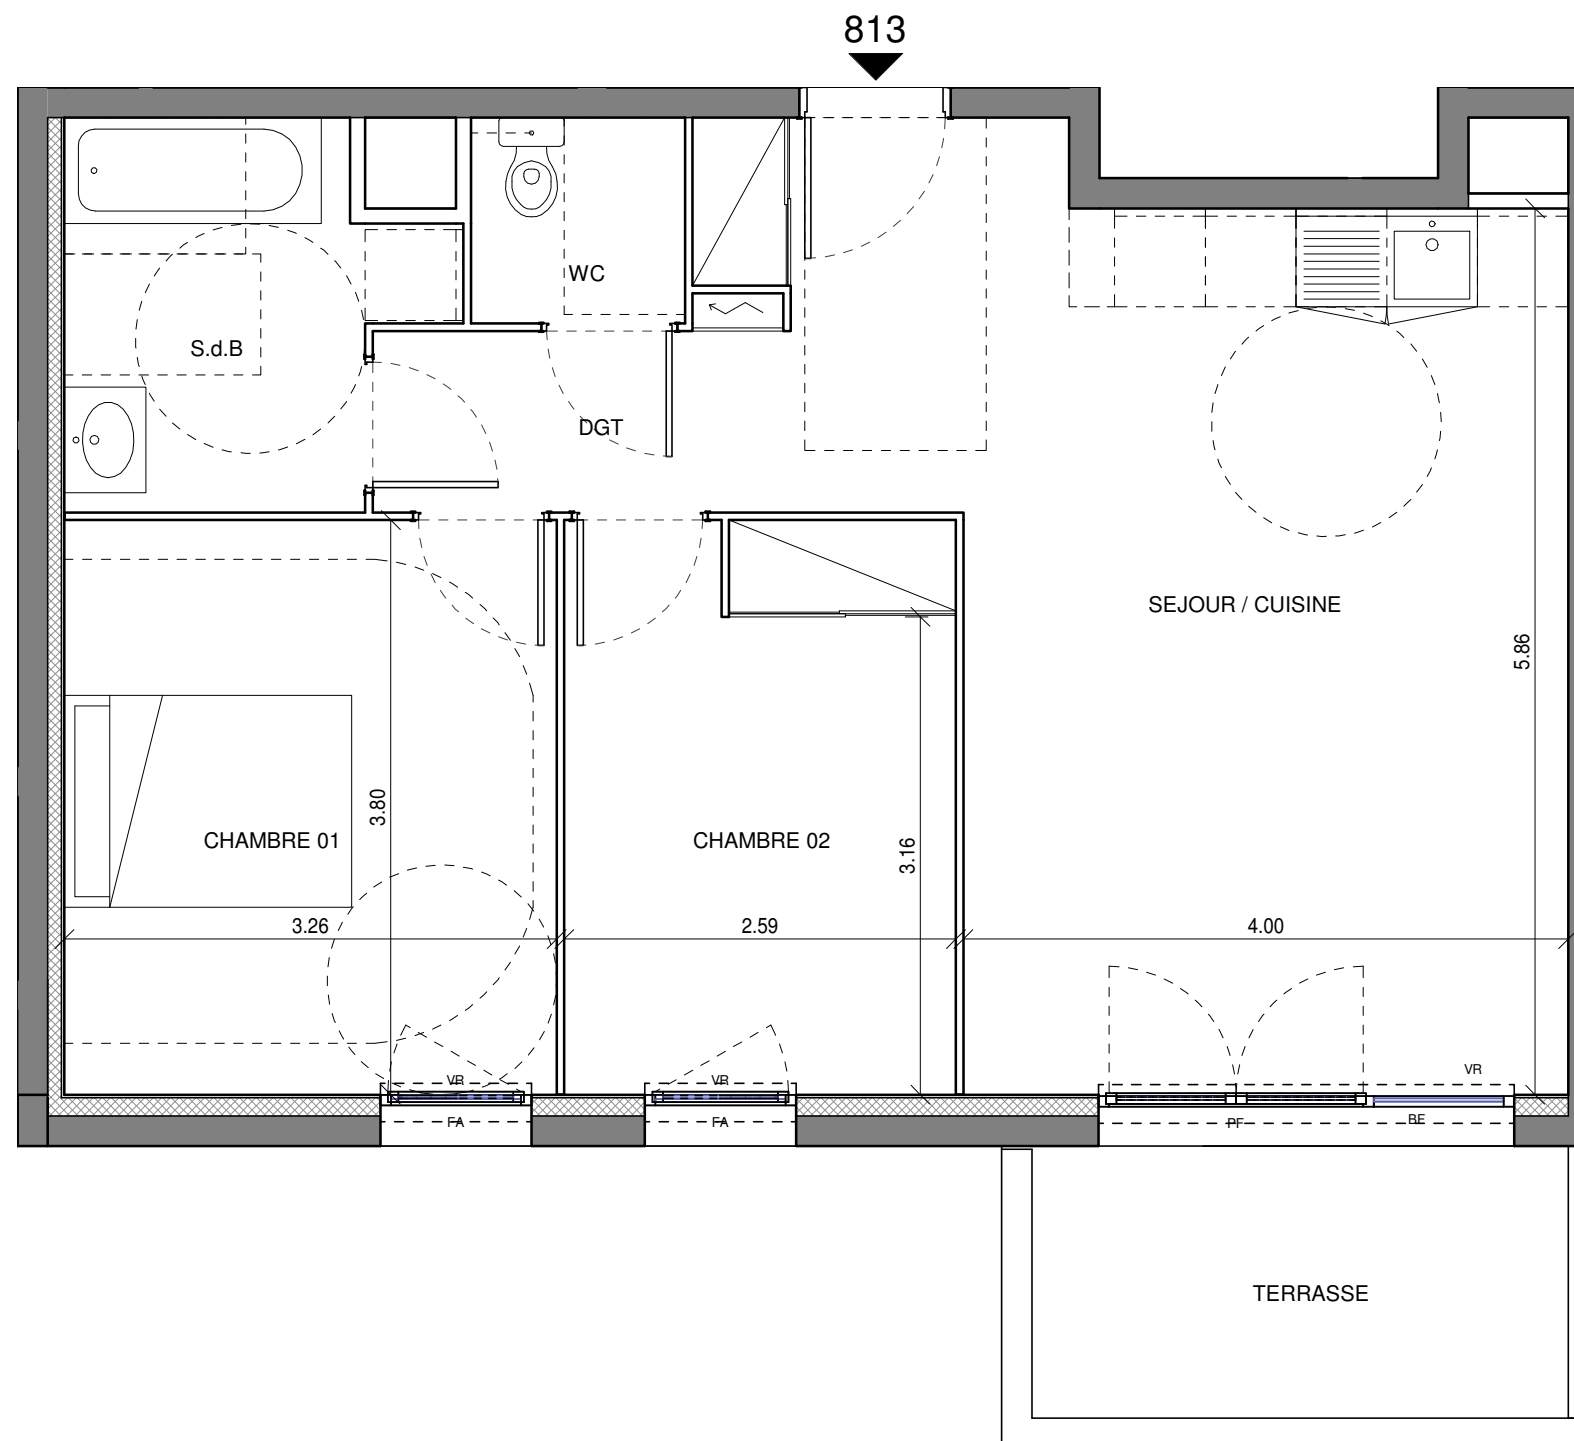 813
WC
S.d.B
DGT
SEJOUR / CUISINE
5.86
3.80
CHAMBRE 01
CHAMBRE 02
3.16
3.26
2.59
4.00
VR
VR
VR
FA
FA
PF
BF
TERRASSE